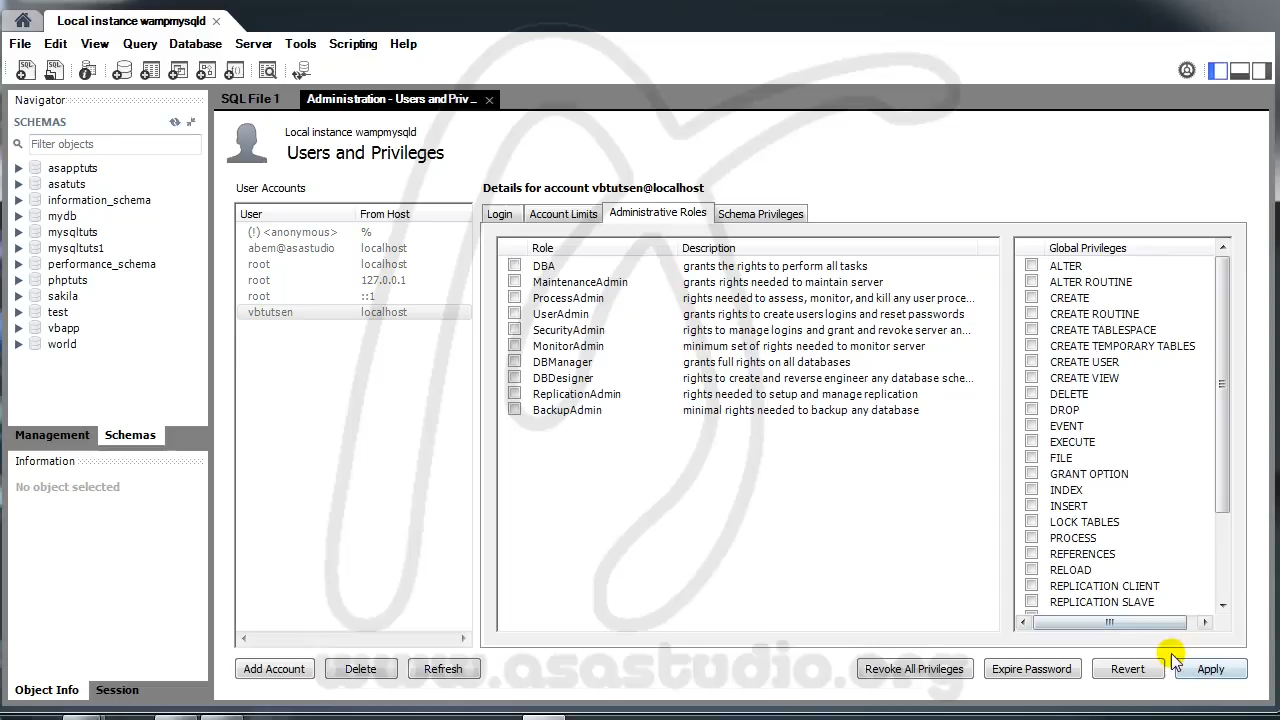 Local instance wampmysqld
File Edit View Query Database Server Tools Scripting Help
Navigator
SCHEMAS
Filter objects
asapptuts
asatuts
information_schema
mydb
mysqltuts
mysqltuts1
performance_schema
phptuts
sakila
test
vbapp
world
Management Schemas
Information
No object selected
Object Info Session
SQL File 1 Administration - Users and Priv...
Local instance wampmysqld
Users and Privileges
User Accounts
User From Host
(!) <anonymous> %
abem@asastudio localhost
root localhost
root 127.0.0.1
root ::1
vbtutsen localhost
Add Account Delete Refresh
Details for account vbtutsen@localhost
Login Account Limits Administrative Roles Schema Privileges
Role Description
DBA grants the rights to perform all tasks
MaintenanceAdmin grants rights needed to maintain server
ProcessAdmin rights needed to assess, monitor, and kill any user proce...
UserAdmin grants rights to create users logins and reset passwords
SecurityAdmin rights to manage logins and grant and revoke server an...
MonitorAdmin minimum set of rights needed to monitor server
DBManager grants full rights on all databases
DBDesigner rights to create and reverse engineer any database sche...
ReplicationAdmin rights needed to setup and manage replication
BackupAdmin minimal rights needed to backup any database
Global Privileges
ALTER
ALTER ROUTINE
CREATE
CREATE ROUTINE
CREATE TABLESPACE
CREATE TEMPORARY TABLES
CREATE USER
CREATE VIEW
DELETE
DROP
EVENT
EXECUTE
FILE
GRANT OPTION
INDEX
INSERT
LOCK TABLES
PROCESS
REFERENCES
RELOAD
REPLICATION CLIENT
REPLICATION SLAVE
Revoke All Privileges Expire Password Revert Apply
www.asastudio.org